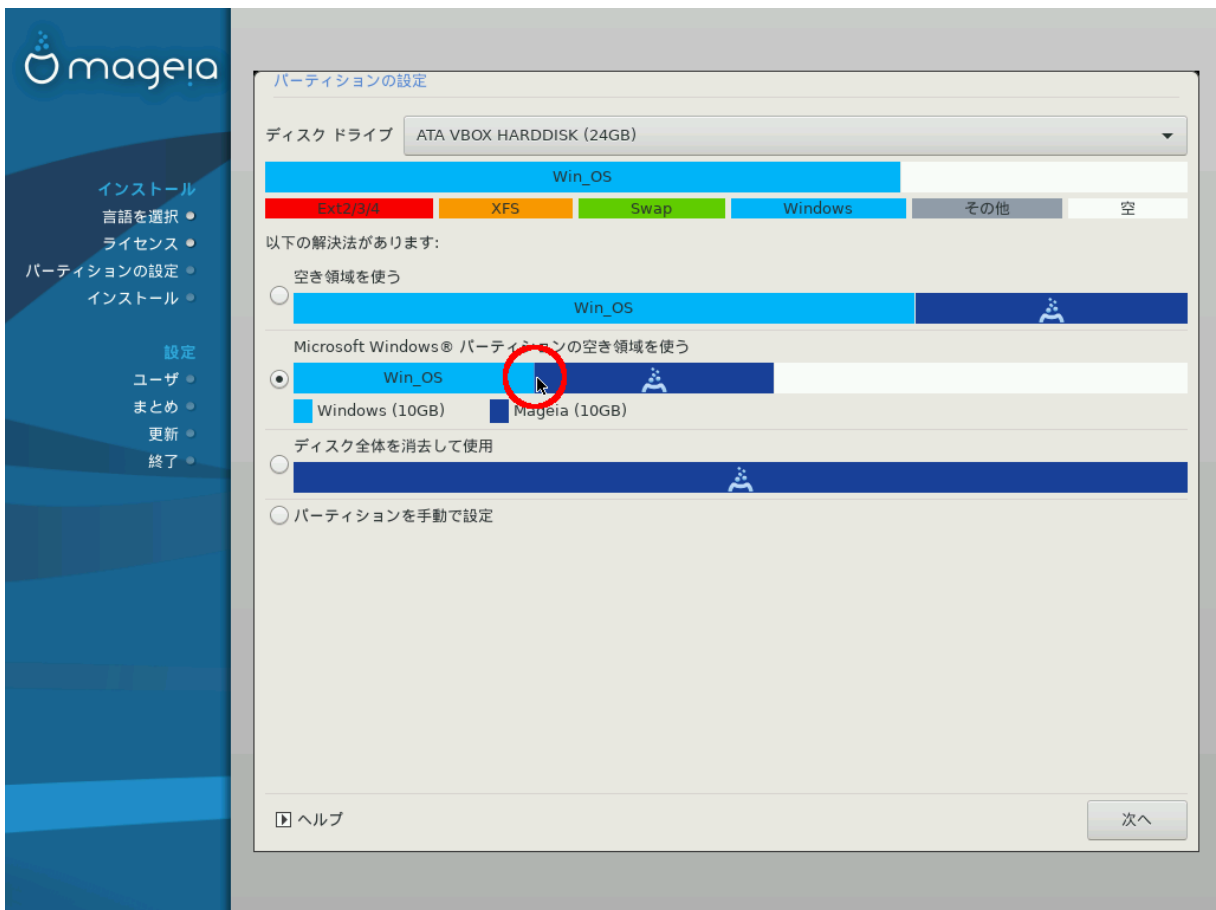 mageia
インストール
言語を選択
ライセンス
パーティションの設定
インストール
設定
ユーザ
まとめ
更新
終了
パーティションの設定
ディスク ドライブ ATA VBOX HARDDISK (24GB)
Win_OS
Ext2/3/4 XFS Swap Windows その他 空
以下の解決法があります:
空き領域を使う
Win_OS
Microsoft Windows® パーティションの空き領域を使う
Win_OS
Windows (10GB) Mageia (10GB)
ディスク全体を消去して使用
パーティションを手動で設定
ヘルプ 次へ